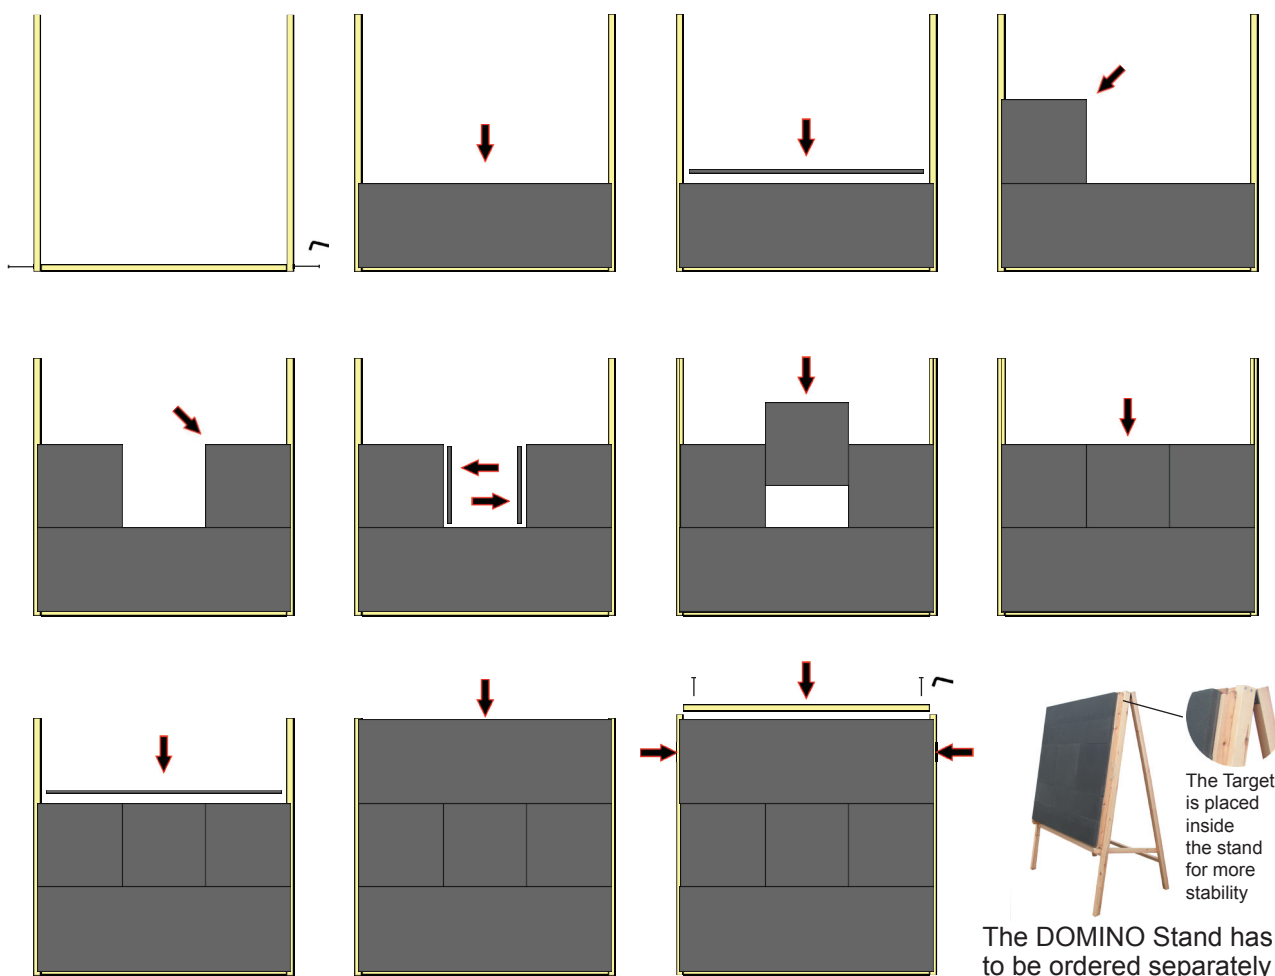 The Target
is placed
inside
the stand
for more
stability
The DOMINO Stand has
to be ordered separately